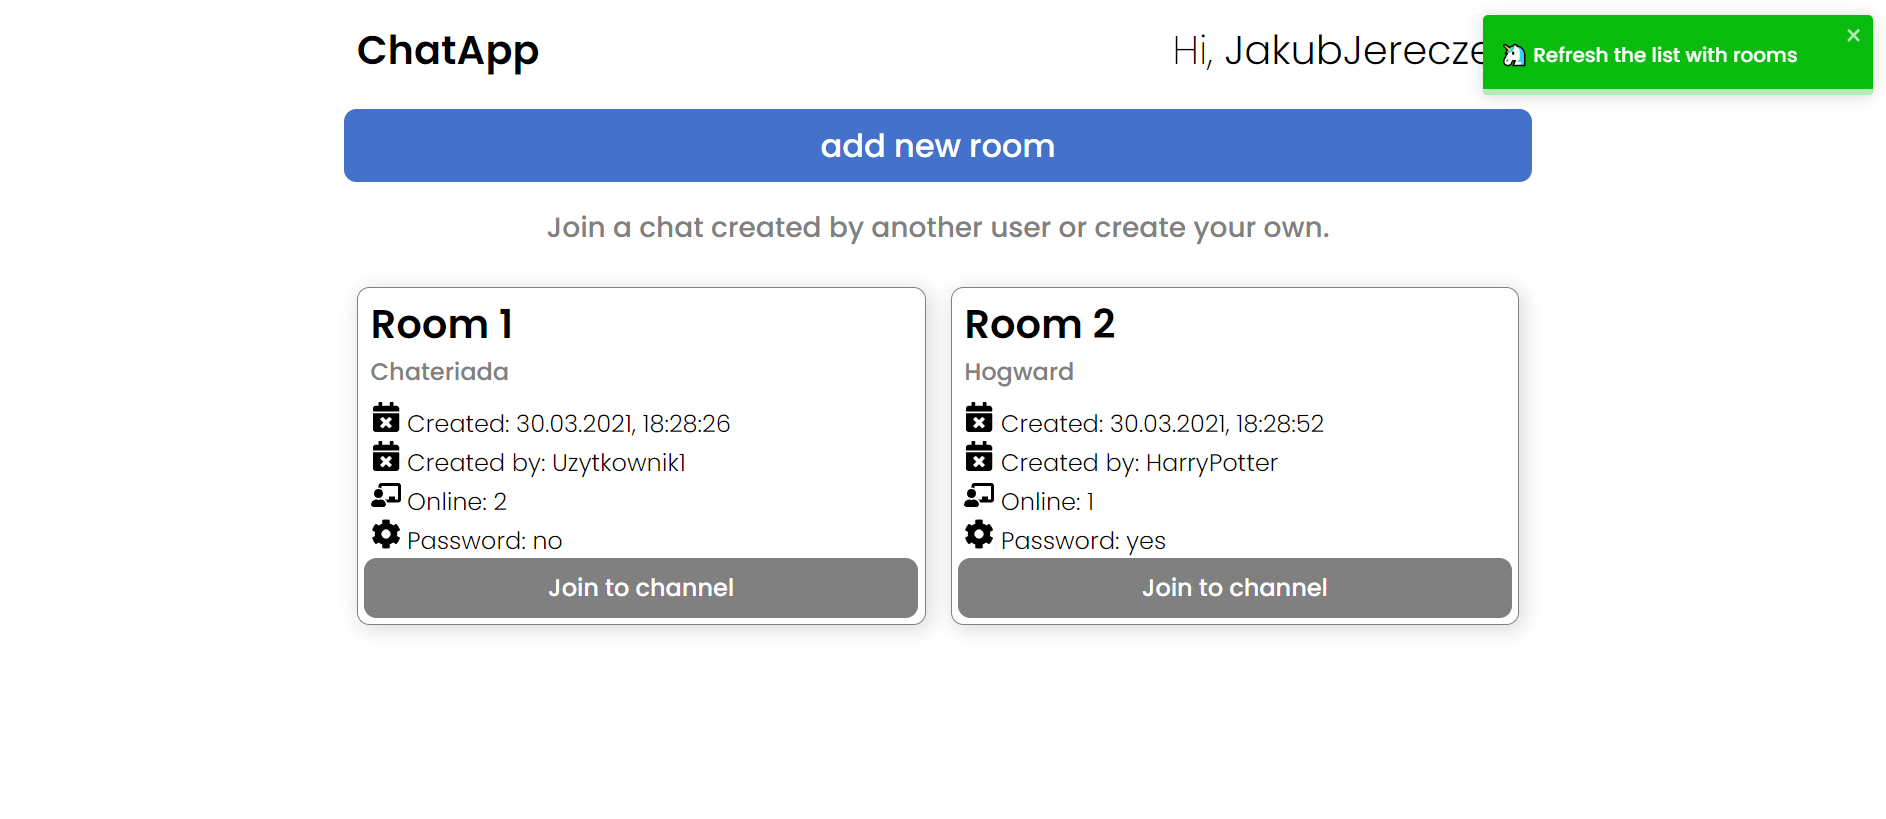 ChatApp
Hi, JakubJerecze
Refresh the list with rooms
add new room
Join a chat created by another user or create your own.
Room 1
Chateriada
Created: 30.03.2021, 18:28:26
Created by: Uzytkownik1
Online: 2
Password: no
Join to channel
Room 2
Hogward
Created: 30.03.2021, 18:28:52
Created by: HarryPotter
Online: 1
Password: yes
Join to channel